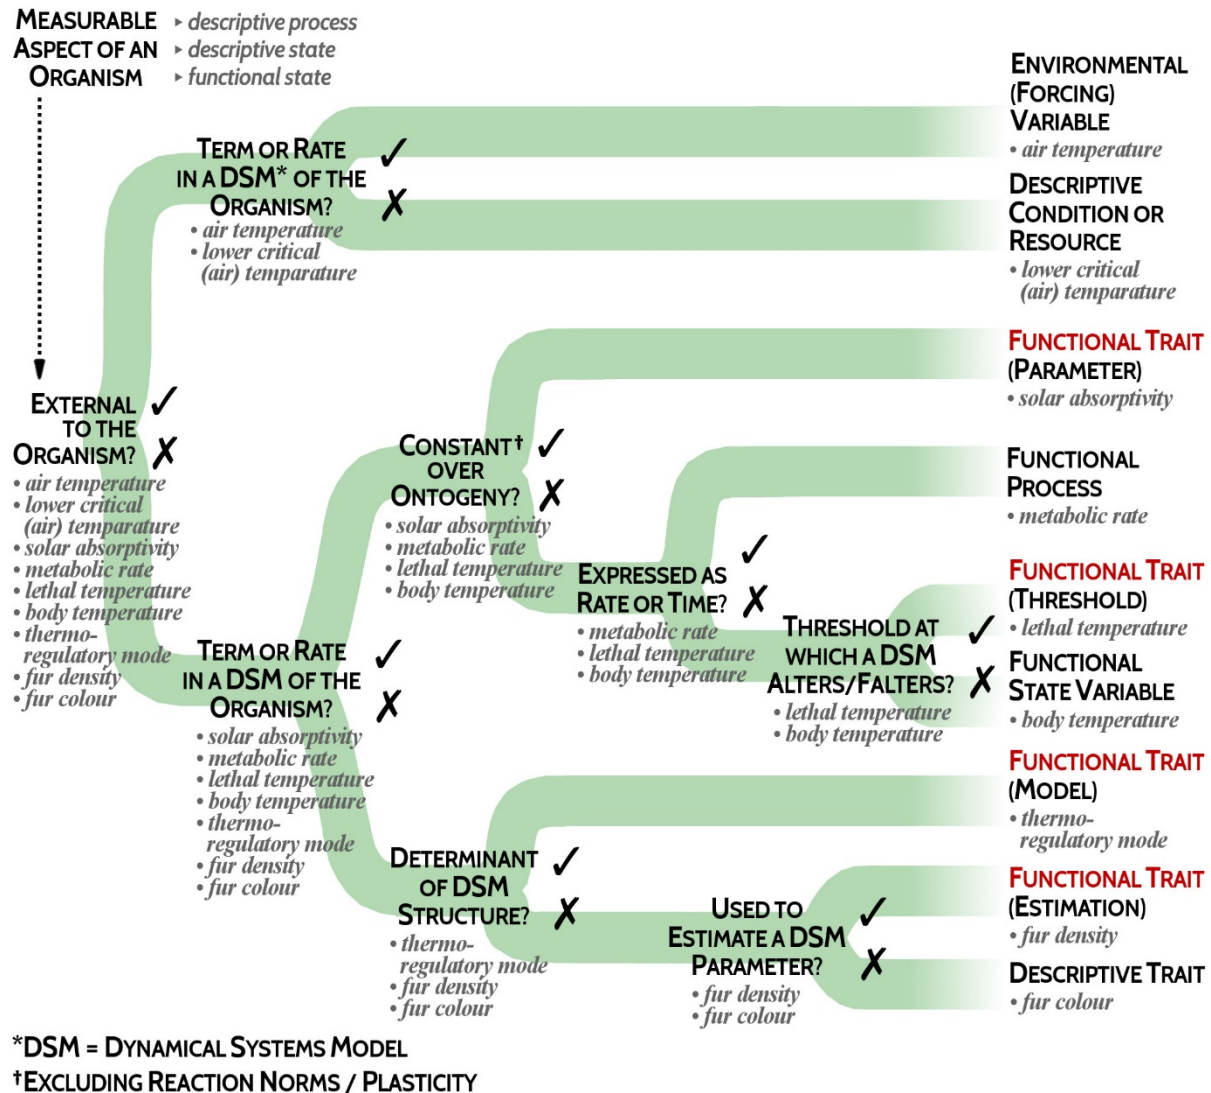 MEASURABLE ▸ descriptive process
ASPECT OF AN ▸ descriptive state
ORGANISM ▸ functional state
TERM OR RATE
IN A DSM* OF THE
ORGANISM?
✓
✗
• air temperature
• lower critical
(air) temparature
ENVIRONMENTAL
(FORCING)
VARIABLE
• air temperature
DESCRIPTIVE
CONDITION OR
RESOURCE
• lower critical
(air) temparature
EXTERNAL
TO THE
ORGANISM?
✓
✗
• air temperature
• lower critical
(air) temparature
• solar absorptivity
• metabolic rate
• lethal temperature
• body temperature
• thermo-
regulatory mode
• fur density
• fur colour
TERM OR RATE
IN A DSM OF THE
ORGANISM?
✓
✗
• solar absorptivity
• metabolic rate
• lethal temperature
• body temperature
• thermo-
regulatory mode
• fur density
• fur colour
CONSTANT†
OVER
ONTOGENY?
✓
✗
• solar absorptivity
• metabolic rate
• lethal temperature
• body temperature
FUNCTIONAL TRAIT
(PARAMETER)
• solar absorptivity
EXPRESSED AS
RATE OR TIME?
✓
✗
• metabolic rate
• lethal temperature
• body temperature
FUNCTIONAL
PROCESS
• metabolic rate
THRESHOLD AT
WHICH A DSM
ALTERS/FALTERS?
✓
✗
• lethal temperature
• body temperature
FUNCTIONAL TRAIT
(THRESHOLD)
• lethal temperature
FUNCTIONAL
STATE VARIABLE
• body temperature
DETERMINANT
OF DSM
STRUCTURE?
✓
✗
• thermo-
regulatory mode
• fur density
• fur colour
FUNCTIONAL TRAIT
(MODEL)
• thermo-
regulatory mode
USED TO
ESTIMATE A DSM
PARAMETER?
✓
✗
• fur density
• fur colour
FUNCTIONAL TRAIT
(ESTIMATION)
• fur density
DESCRIPTIVE TRAIT
• fur colour
*DSM = DYNAMICAL SYSTEMS MODEL
†EXCLUDING REACTION NORMS / PLASTICITY